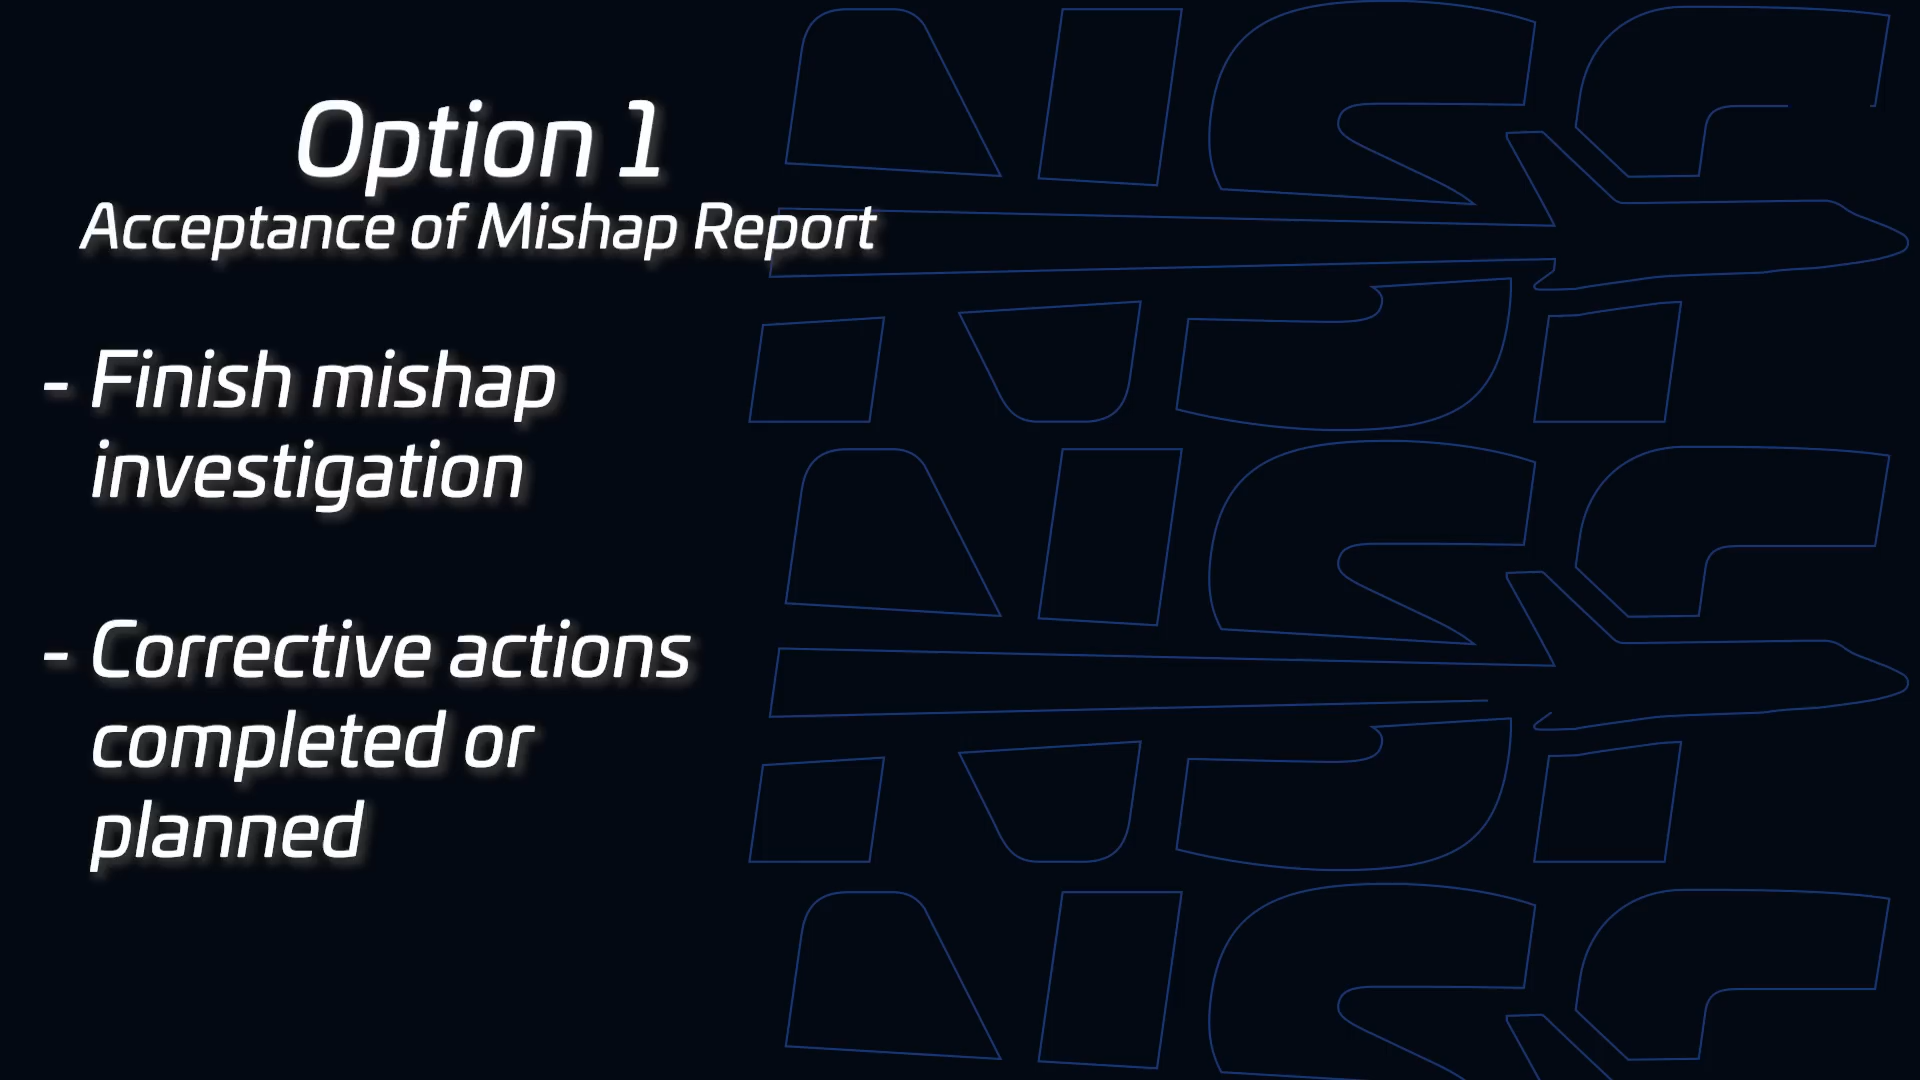 Option 1
Acceptance of Mishap Report
- Finish mishap
investigation
- Corrective actions
completed or
planned